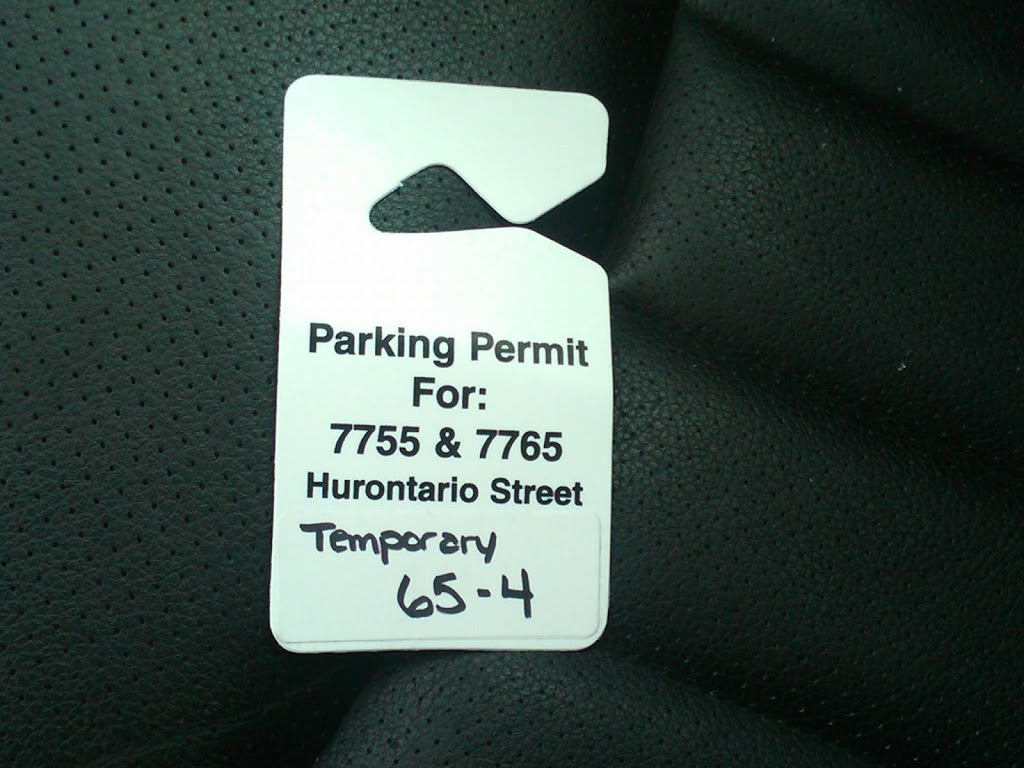 Parking Permit
For:
7755 & 7765
Hurontario Street
Temporary
65-4